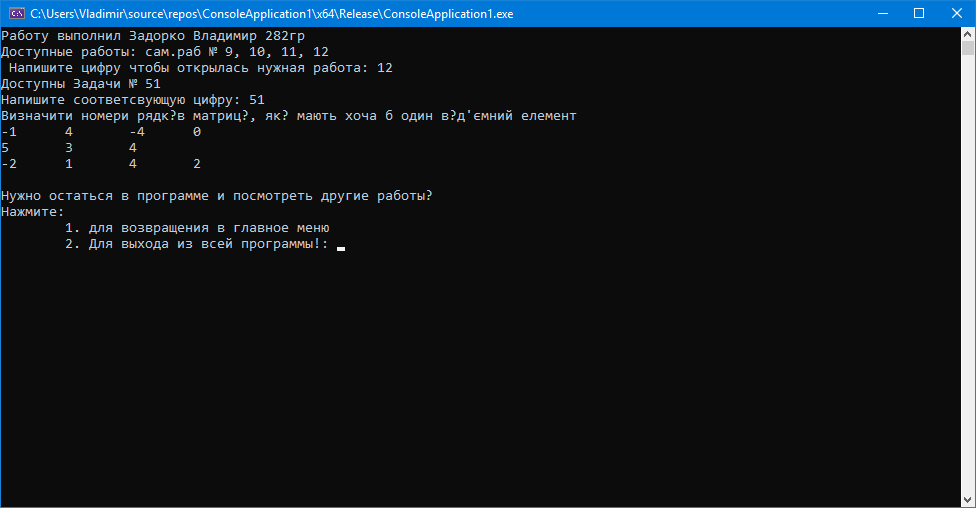 C:\Users\Vladimir\source\repos\ConsoleApplication1\x64\Release\ConsoleApplication1.exe
Работу выполнил Задорко Владимир 282гр
Доступные работы: сам.раб № 9, 10, 11, 12
Напишите цифру чтобы открылась нужная работа: 12
Доступны Задачи № 51
Напишите соответсвующую цифру: 51
Визначити номери рядк?в матриц?, як? мають хоча б один в?д'ємний елемент
-1 4 -4 0
5 3 4
-2 1 4 2
Нужно остаться в программе и посмотреть другие работы?
Нажмите:
1. для возвращения в главное меню
2. Для выхода из всей программы!: